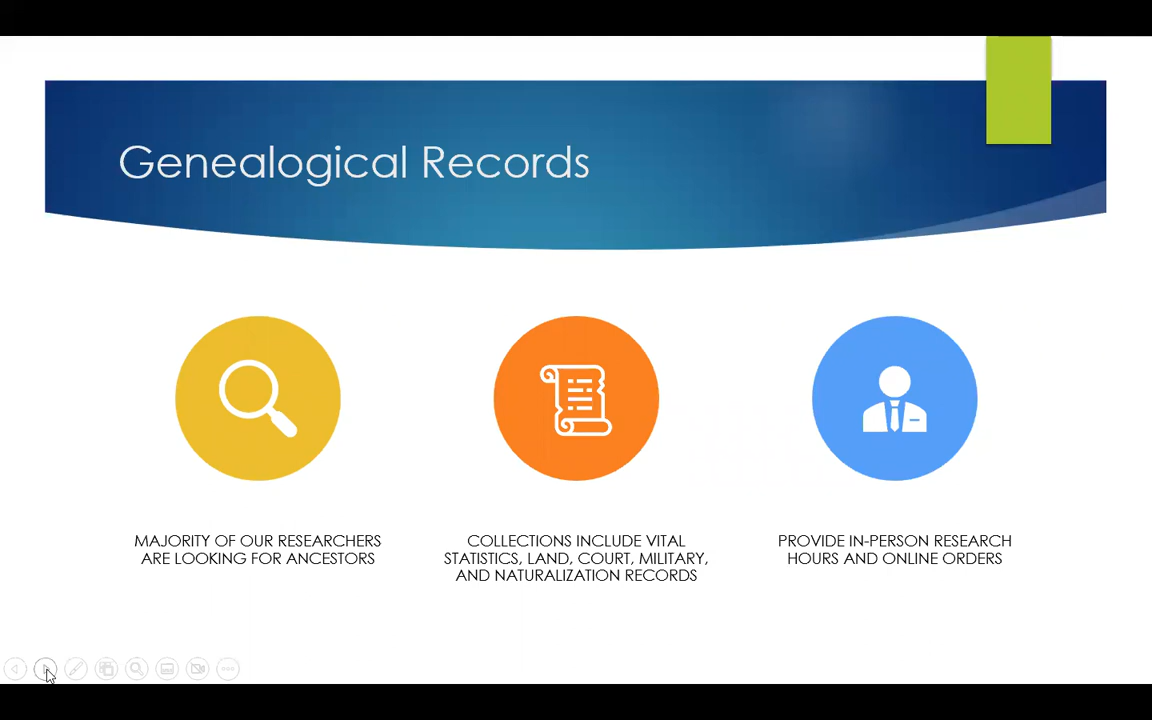 Genealogical Records
MAJORITY OF OUR RESEARCHERS
ARE LOOKING FOR ANCESTORS
COLLECTIONS INCLUDE VITAL
STATISTICS, LAND, COURT, MILITARY,
AND NATURALIZATION RECORDS
PROVIDE IN-PERSON RESEARCH
HOURS AND ONLINE ORDERS